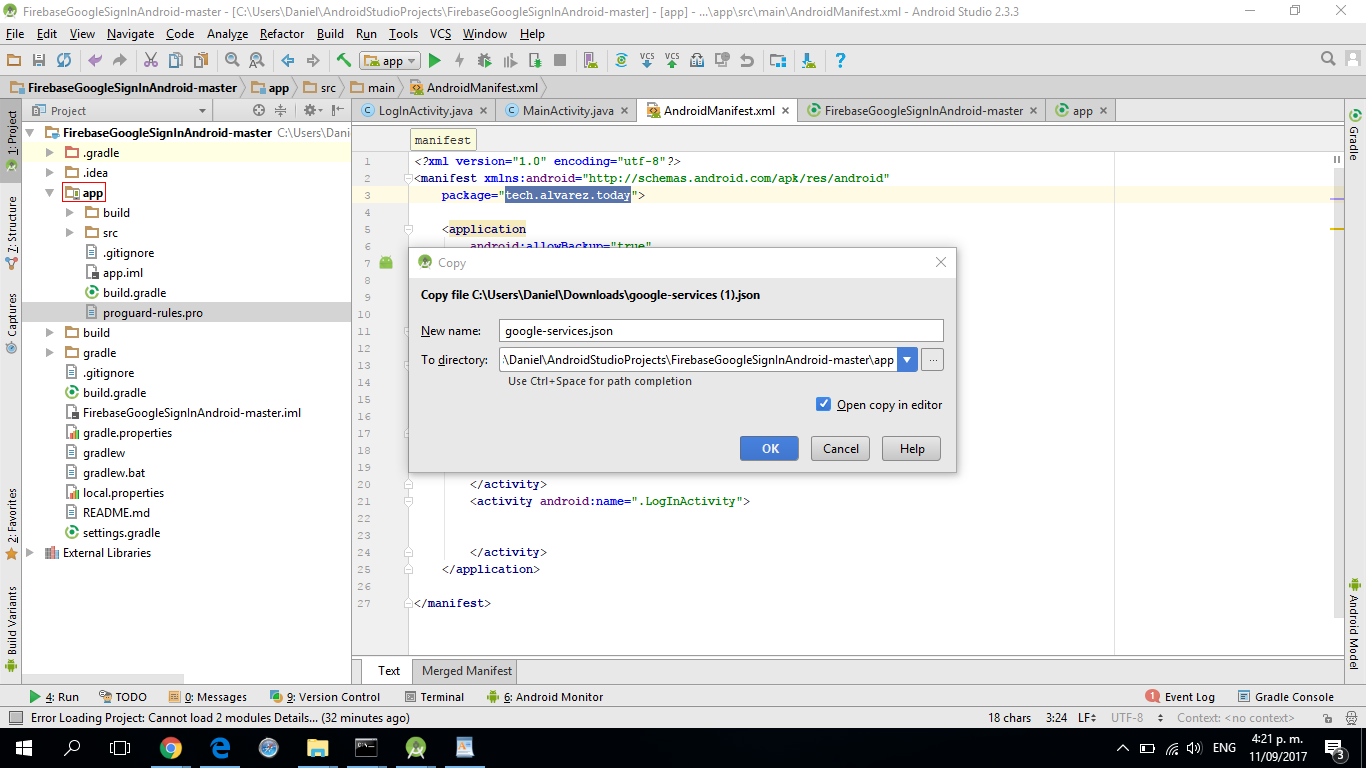 FirebaseGoogleSignInAndroid-master - [C:\Users\Daniel\AndroidStudioProjects\FirebaseGoogleSignInAndroid-master] - [app] - ...\app\src\main\AndroidManifest.xml - Android Studio 2.3.3
File Edit View Navigate Code Analyze Refactor Build Run Tools VCS Window Help
app VCS VCS ?
FirebaseGoogleSignInAndroid-master app src main AndroidManifest.xml
Project
LogInActivity.java MainActivity.java AndroidManifest.xml FirebaseGoogleSignInAndroid-master app
1: Project
7: Structure
Captures
2: Favorites
Build Variants
FirebaseGoogleSignInAndroid-master C:\Users\Dani
.gradle
.idea
app
build
src
.gitignore
app.iml
build.gradle
proguard-rules.pro
build
gradle
.gitignore
build.gradle
FirebaseGoogleSignInAndroid-master.iml
gradle.properties
gradlew
gradlew.bat
local.properties
README.md
settings.gradle
External Libraries
manifest
1 <?xml version="1.0" encoding="utf-8"?>
2 <manifest xmlns:android="http://schemas.android.com/apk/res/android"
3 package="tech.alvarez.today">
4
5 <application
6 android:allowBackup="true"
7
8
9
10
11
12
13
14
15
16
17
18
19
20 </activity>
21 <activity android:name=".LogInActivity">
22
23
24 </activity>
25 </application>
26
27 </manifest>
Copy
Copy file C:\Users\Daniel\Downloads\google-services (1).json
New name: google-services.json
To directory: :\Daniel\AndroidStudioProjects\FirebaseGoogleSignInAndroid-master\app ...
Use Ctrl+Space for path completion
Open copy in editor
OK Cancel Help
Gradle
Android Model
Text Merged Manifest
4: Run TODO 0: Messages 9: Version Control Terminal 6: Android Monitor 1 Event Log Gradle Console
Error Loading Project: Cannot load 2 modules Details... (32 minutes ago) 18 chars 3:24 LF UTF-8 Context: <no context>
ENG 4:21 p. m.
11/09/2017 3